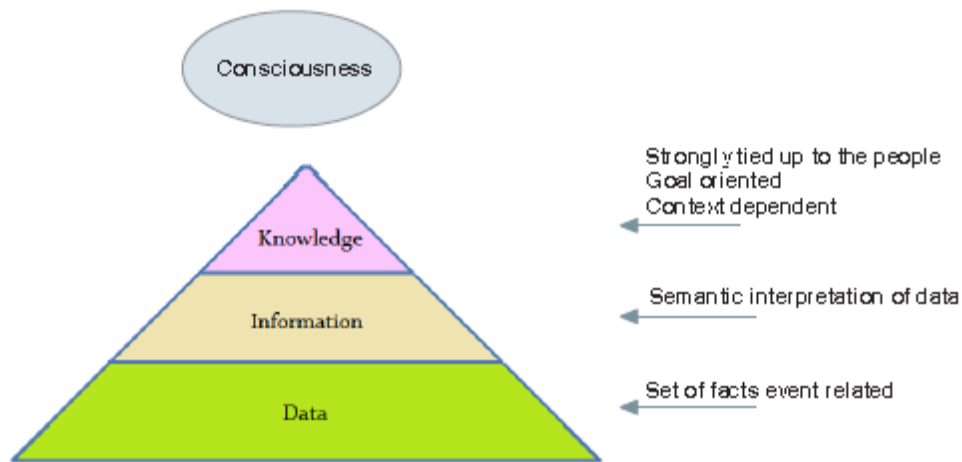 Consciousness
Strongly tied up to the people
Goal oriented
Context dependent
Knowledge
Semantic interpretation of data
Information
Set of facts event related
Data